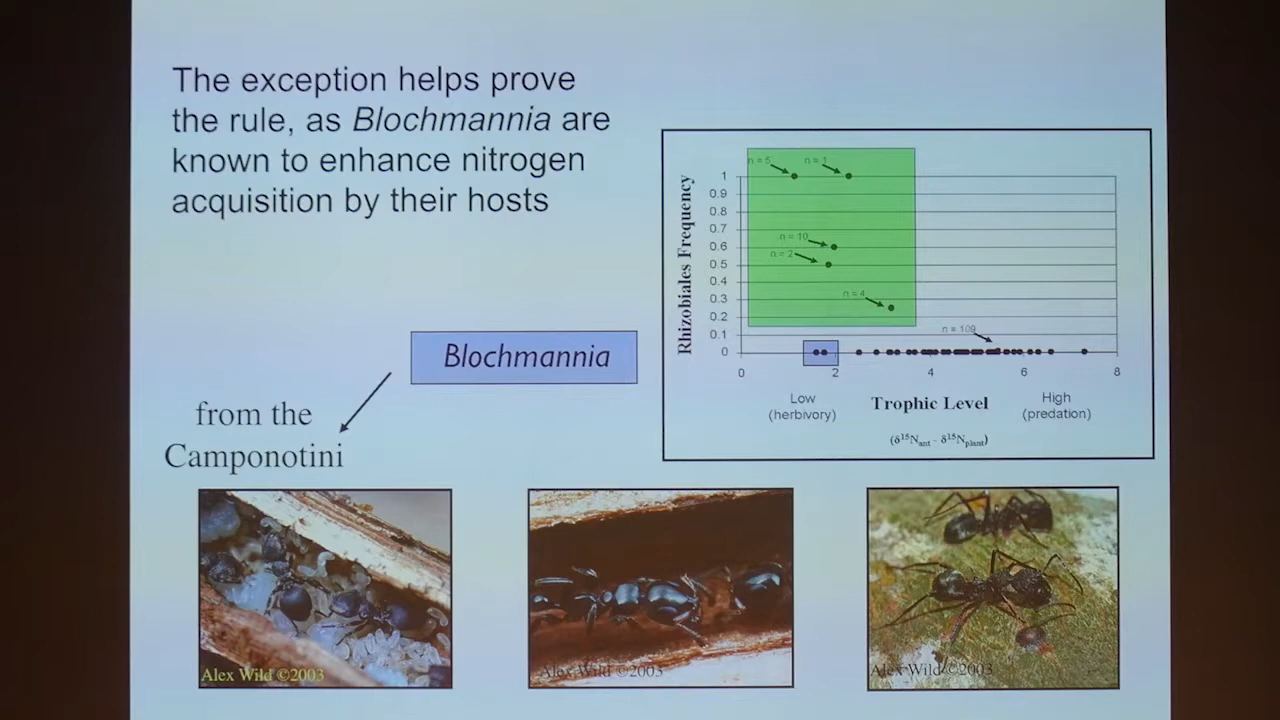 The exception helps prove
the rule, as Blochmannia are
known to enhance nitrogen
acquisition by their hosts
Blochmannia
from the
Camponotini
Rhizobiales Frequency
1
0.9
0.8
0.7
0.6
0.5
0.4
0.3
0.2
0.1
0
n = 5
n = 1
n = 10
n = 2
n = 4
n = 109
0 2 4 6 8
Low
(herbivory)
Trophic Level
High
(predation)
(δ¹⁵Nant - δ¹⁵Nplant)
Alex Wild ©2003
Alex Wild ©2003
Alex Wild ©2003